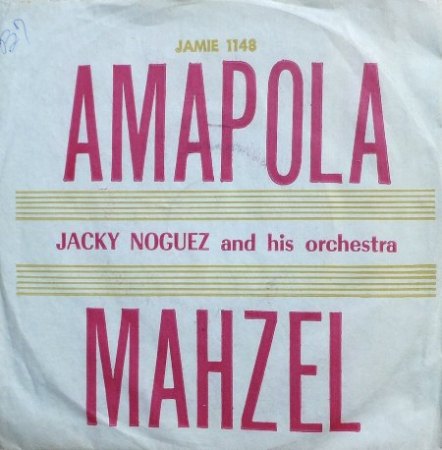 JAMIE 1148
AMAPOLA
JACKY NOGUEZ and his orchestra
MAHZEL